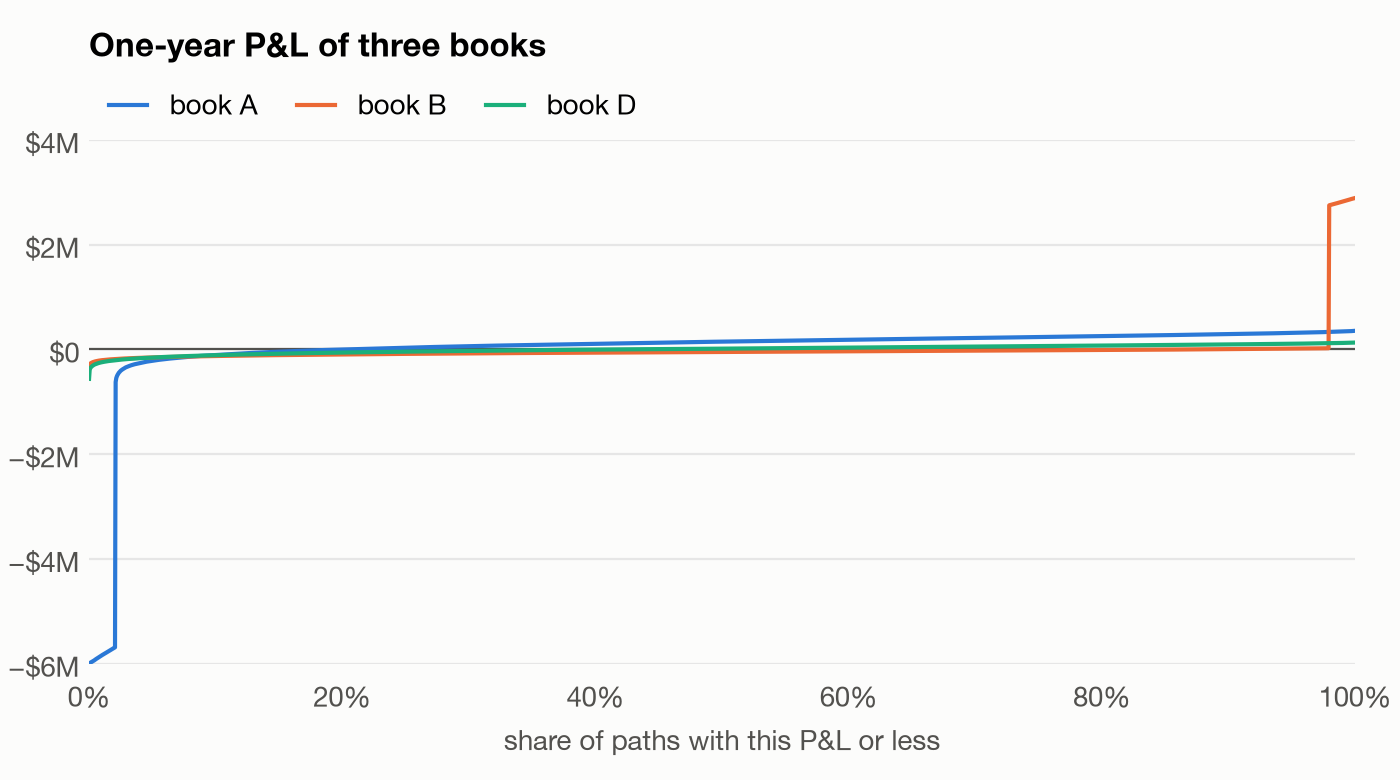 One-year P&L of three books
book A book B book D
$4M
$2M
$0
−$2M
−$4M
−$6M
0% 20% 40% 60% 80% 100%
share of paths with this P&L or less